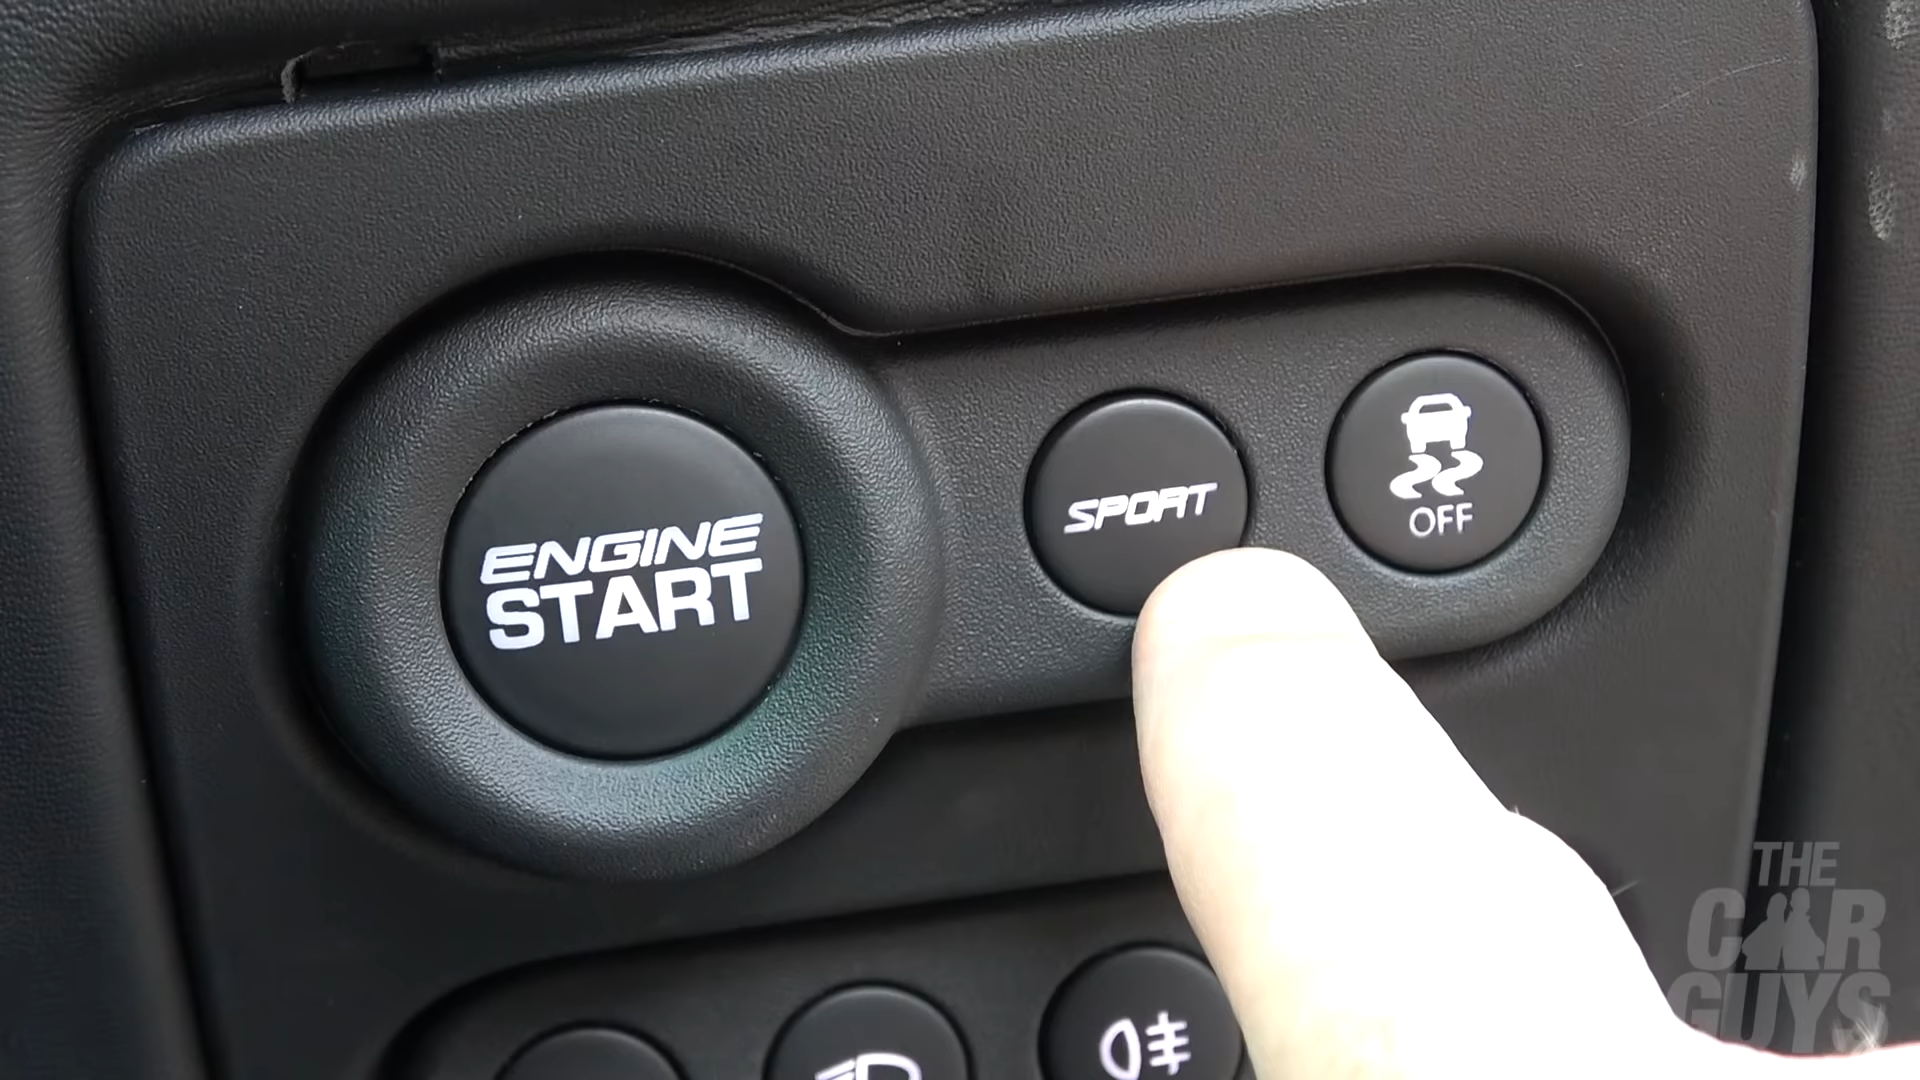 ENGINE
START
SPORT
OFF
THE
CAR
GUYS